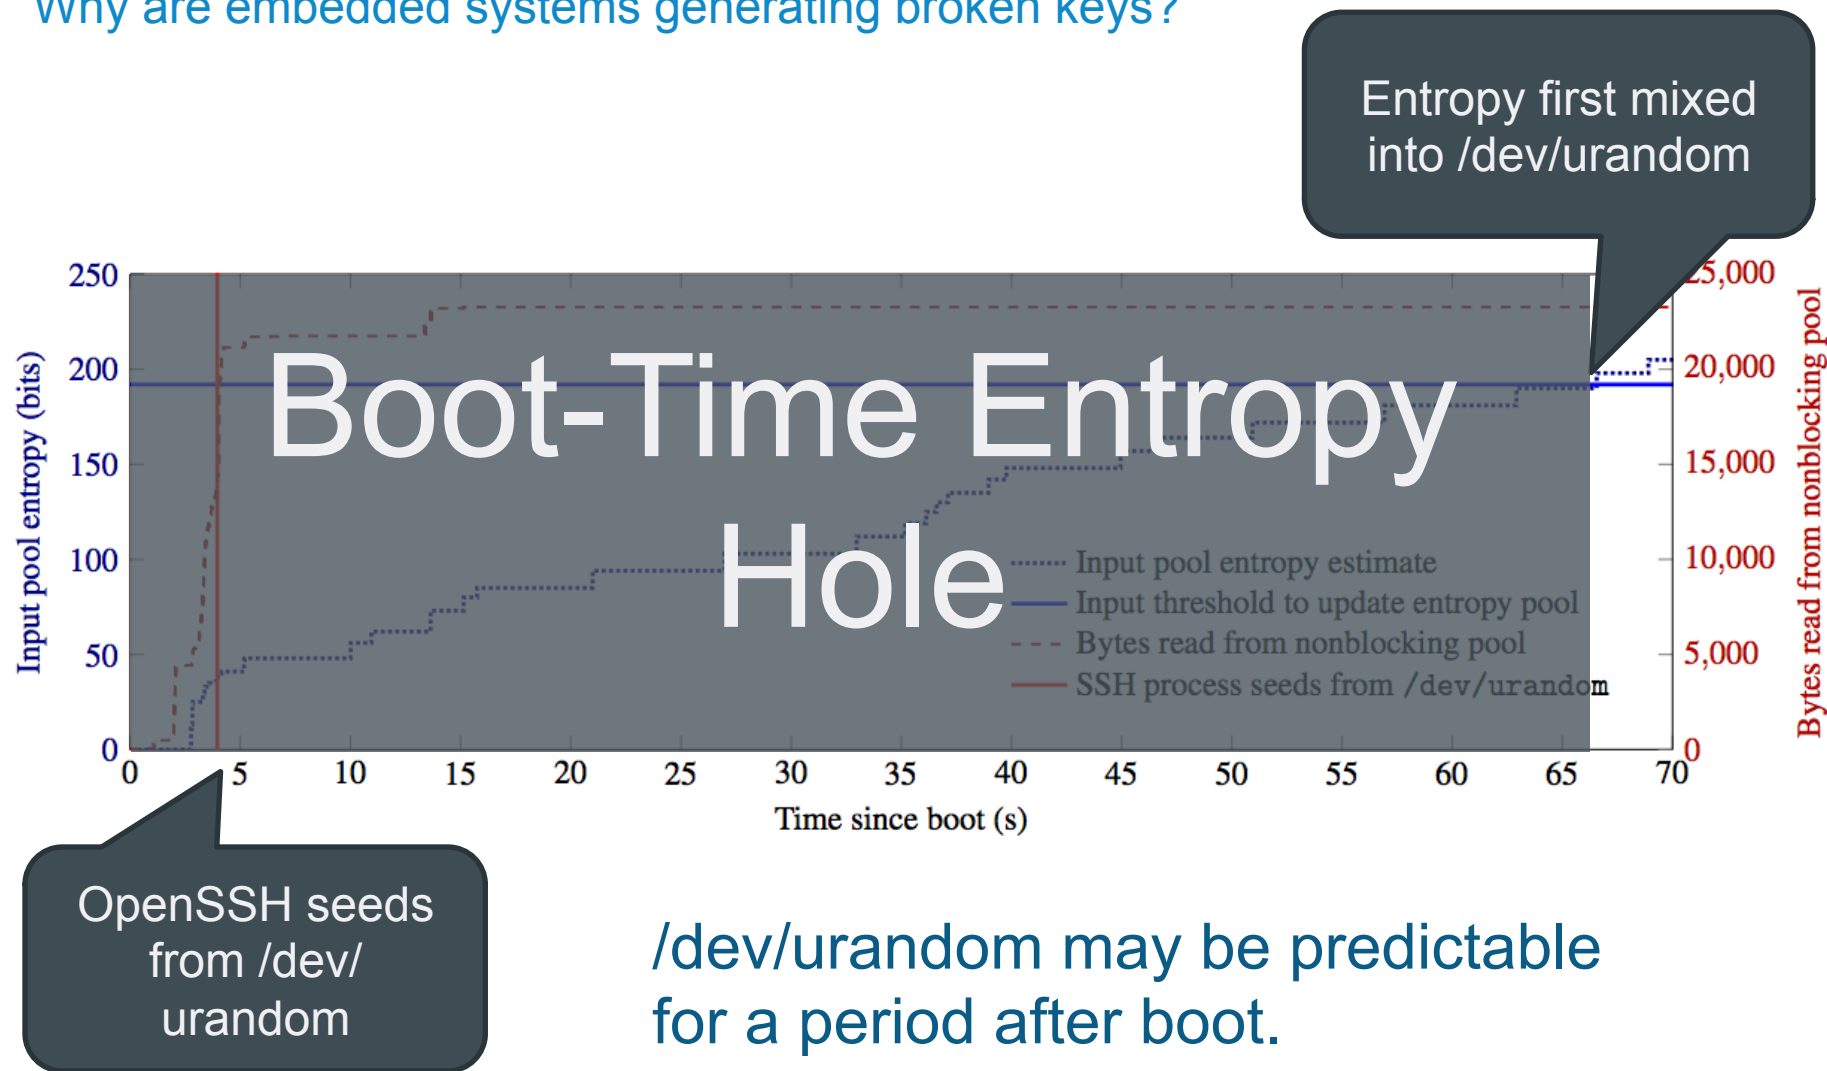 Why are embedded systems generating broken keys?
Entropy first mixed
into /dev/urandom
250
200
150
100
50
0
Input pool entropy (bits)
Boot-Time Entropy
Hole
Input pool entropy estimate
Input threshold to update entropy pool
Bytes read from nonblocking pool
SSH process seeds from /dev/urandom
5,000
20,000
15,000
10,000
5,000
0
Bytes read from nonblocking pool
0 5 10 15 20 25 30 35 40 45 50 55 60 65 70
Time since boot (s)
OpenSSH seeds
from /dev/
urandom
/dev/urandom may be predictable
for a period after boot.